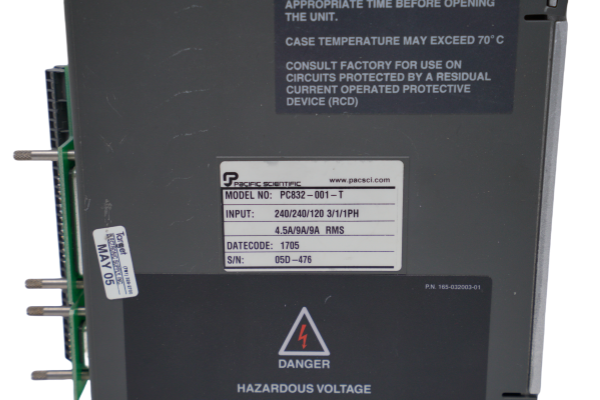 APPROPRIATE TIME BEFORE OPENING
THE UNIT.
CASE TEMPERATURE MAY EXCEED 70°C
CONSULT FACTORY FOR USE ON
CIRCUITS PROTECTED BY A RESIDUAL
CURRENT OPERATED PROTECTIVE
DEVICE (RCD)
PACIFIC SCIENTIFIC
www.pacsci.com
MODEL NO: PC832-001-T
INPUT: 240/240/120 3/1/1PH
4.5A/9A/9A RMS
DATECODE: 1705
S/N: 05D-476
MAY 05
P.N. 165-032003-01
DANGER
HAZARDOUS VOLTAGE